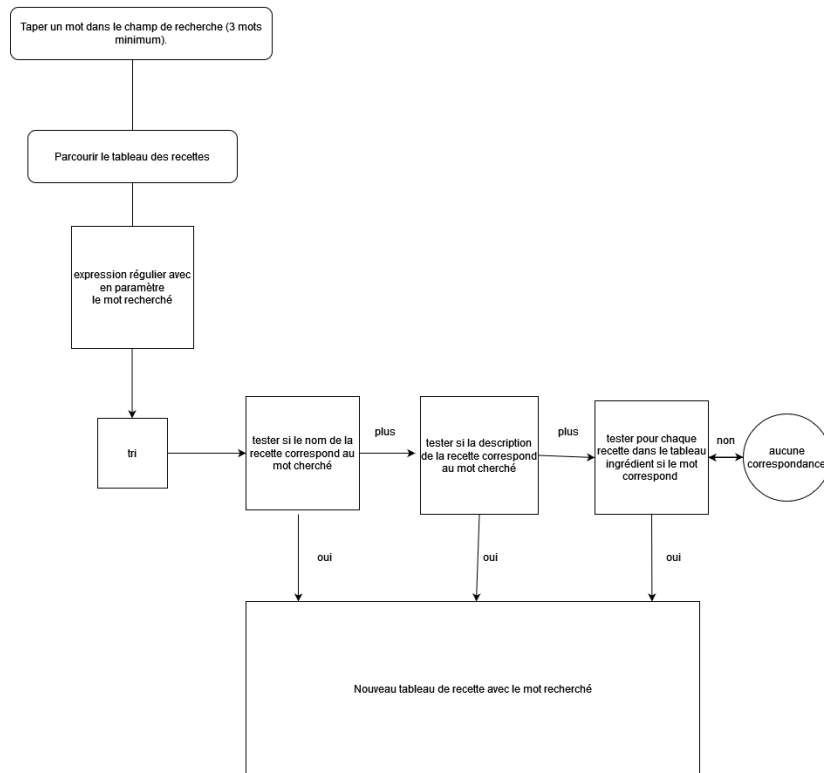 Taper un mot dans le champ de recherche (3 mots
minimum).
Parcourir le tableau des recettes
expression régulier avec
en paramètre
le mot recherché
tri
tester si le nom de la
recette correspond au
mot cherché
plus
tester si la description
de la recette correspond
au mot cherché
plus
tester pour chaque
recette dans le tableau
ingrédient si le mot
correspond
non
aucune
correspondance
oui
oui
oui
Nouveau tableau de recette avec le mot recherché